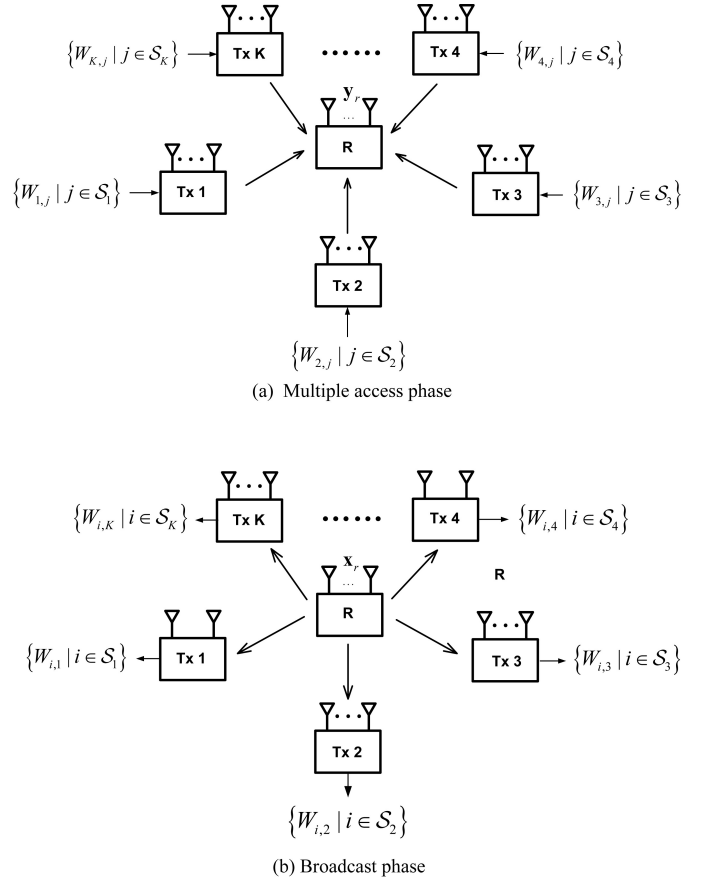 {W_{K,j} | j ∈ S_K}
Tx K
......
Tx 4
{W_{4,j} | j ∈ S_4}
y_r
...
R
{W_{1,j} | j ∈ S_1}
Tx 1
Tx 3
{W_{3,j} | j ∈ S_3}
Tx 2
{W_{2,j} | j ∈ S_2}
(a) Multiple access phase
{W_{i,K} | i ∈ S_K}
Tx K
......
Tx 4
{W_{i,4} | i ∈ S_4}
x_r
...
R
R
{W_{i,1} | i ∈ S_1}
Tx 1
Tx 3
{W_{i,3} | i ∈ S_3}
Tx 2
{W_{i,2} | i ∈ S_2}
(b) Broadcast phase